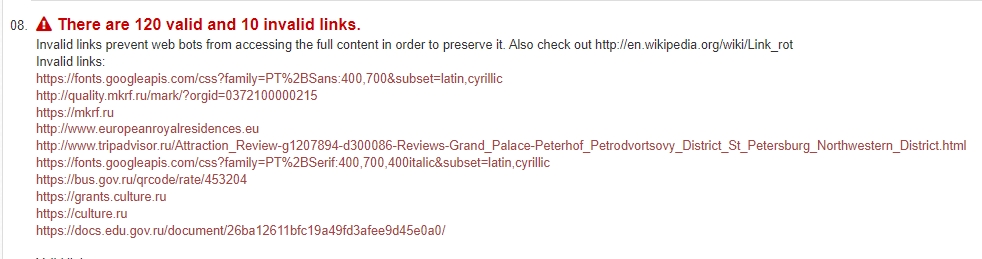 08. There are 120 valid and 10 invalid links.
Invalid links prevent web bots from accessing the full content in order to preserve it. Also check out http://en.wikipedia.org/wiki/Link_rot
Invalid links:
https://fonts.googleapis.com/css?family=PT%2BSans:400,700&subset=latin,cyrillic
http://quality.mkrf.ru/mark/?orgid=0372100000215
https://mkrf.ru
http://www.europeanroyalresidences.eu
http://www.tripadvisor.ru/Attraction_Review-g1207894-d300086-Reviews-Grand_Palace-Peterhof_Petrodvortsovy_District_St_Petersburg_Northwestern_District.html
https://fonts.googleapis.com/css?family=PT%2BSerif:400,700,400italic&subset=latin,cyrillic
https://bus.gov.ru/qrcode/rate/453204
https://grants.culture.ru
https://culture.ru
https://docs.edu.gov.ru/document/26ba12611bfc19a49fd3afee9d45e0a0/